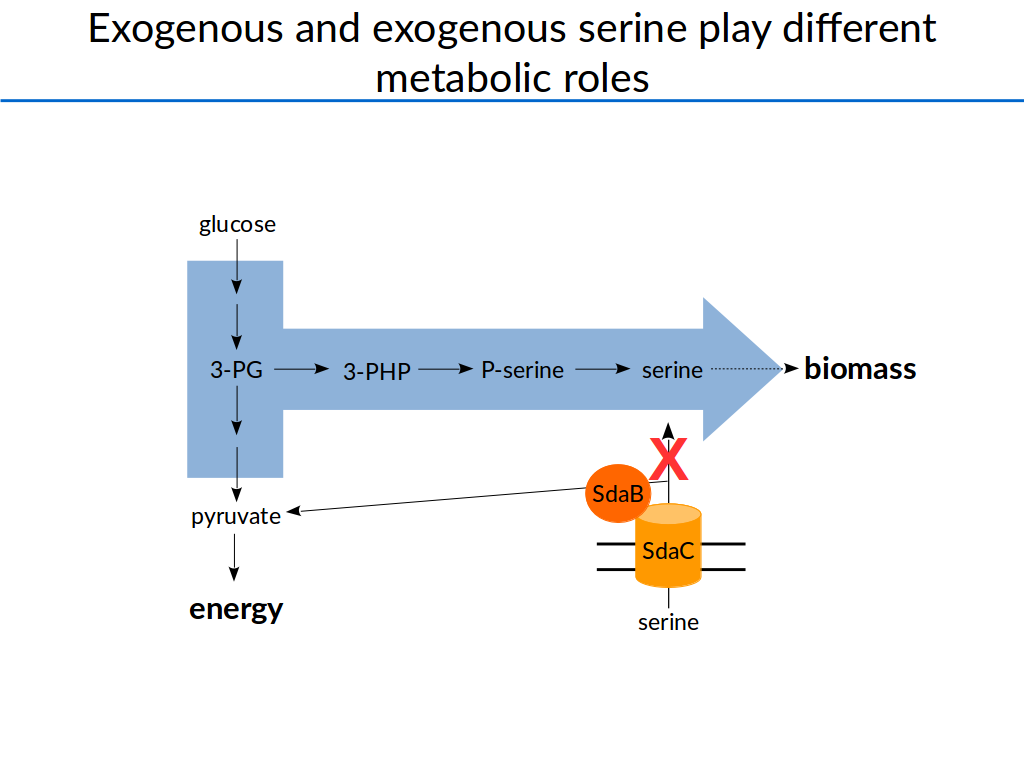 Exogenous and exogenous serine play different
metabolic roles
glucose
3-PG
3-PHP
P-serine
serine
biomass
X
SdaB
pyruvate
SdaC
energy
serine